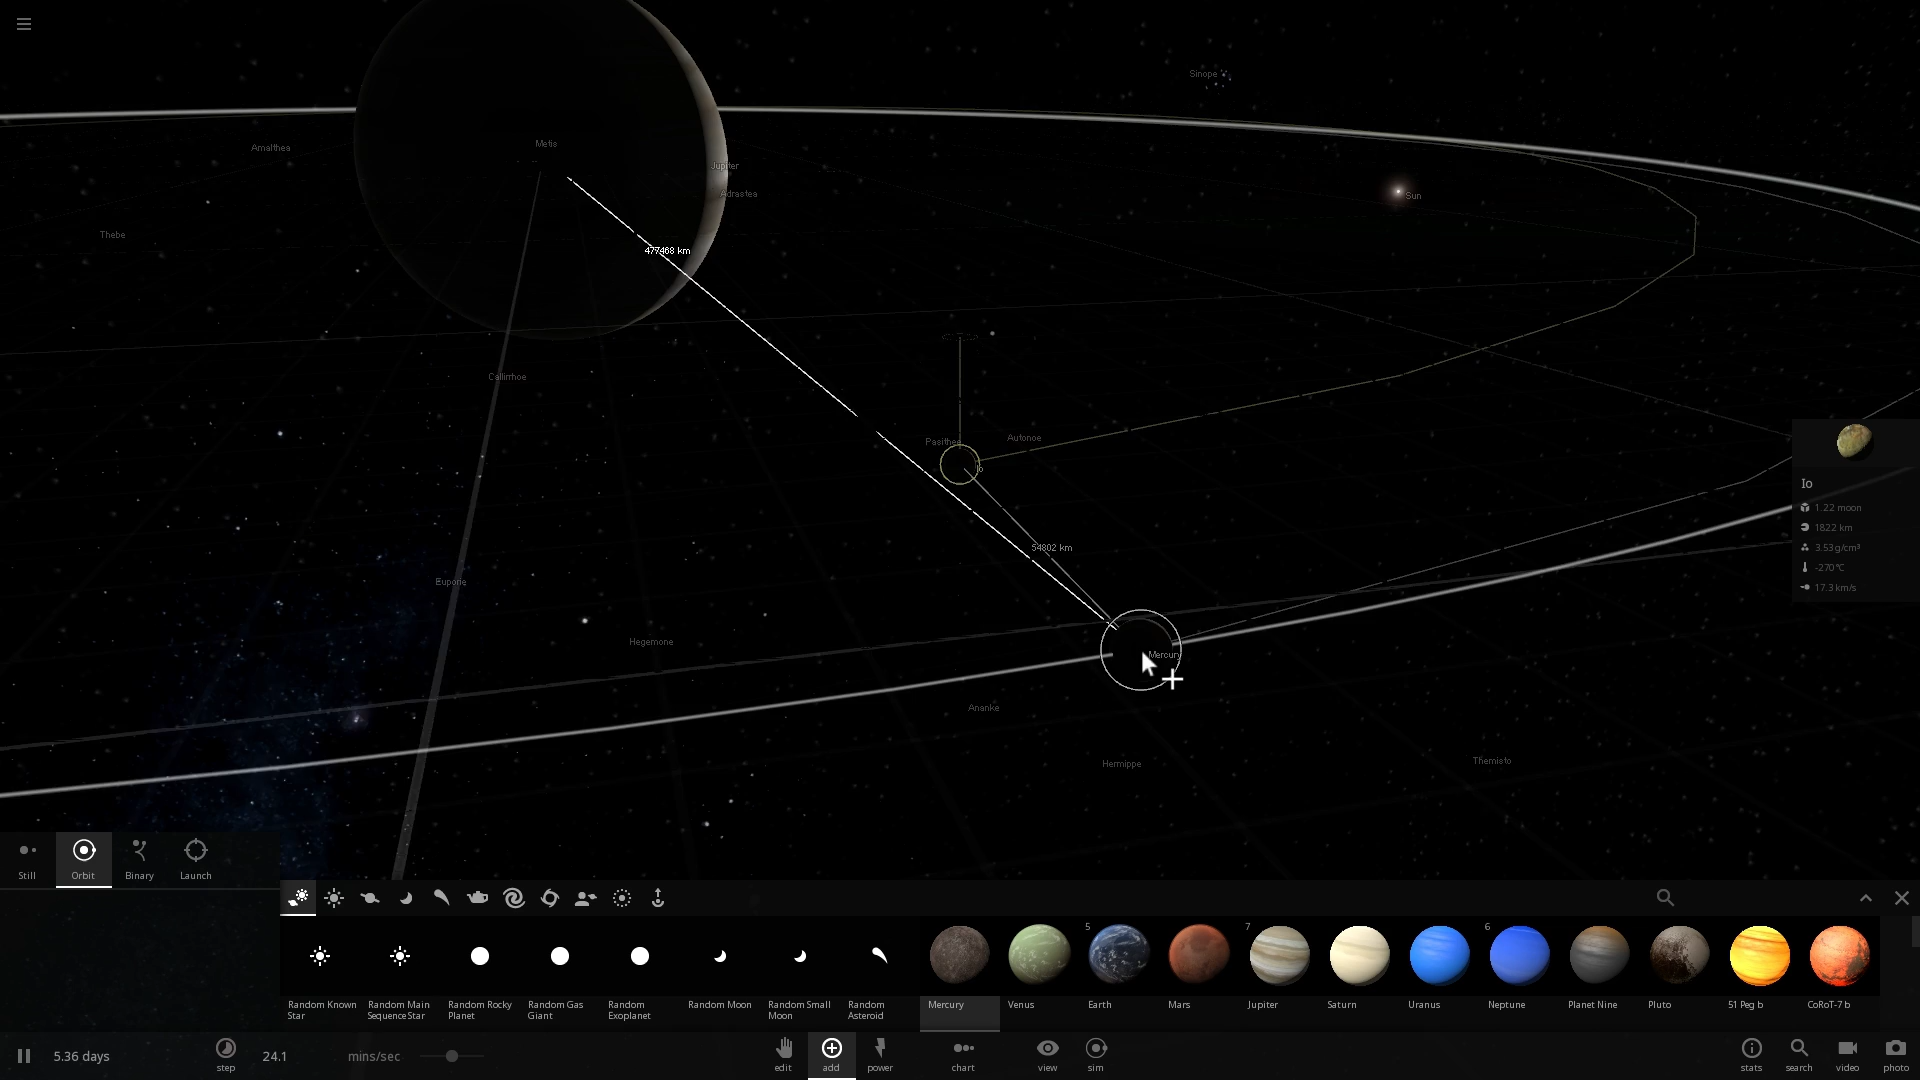 Sinope
Metis
Amalthea
Jupiter
Adrastea
Sun
Thebe
477468 km
Callirrhoe
Pasithee
Autonoe
Io
Io
1.22 moon
1822 km
3.53 g/cm³
-270 °C
17.3 km/s
54802 km
Euporie
Hegemone
Mercury
Ananke
Hermippe
Themisto
Still
Orbit
Binary
Launch
5
7
6
Random Known
Star
Random Main
Sequence Star
Random Rocky
Planet
Random Gas
Giant
Random
Exoplanet
Random Moon
Random Small
Moon
Random
Asteroid
Mercury
Venus
Earth
Mars
Jupiter
Saturn
Uranus
Neptune
Planet Nine
Pluto
51 Peg b
CoRoT-7 b
5.36 days
step
24.1
mins/sec
edit
add
power
chart
view
sim
stats
search
video
photo